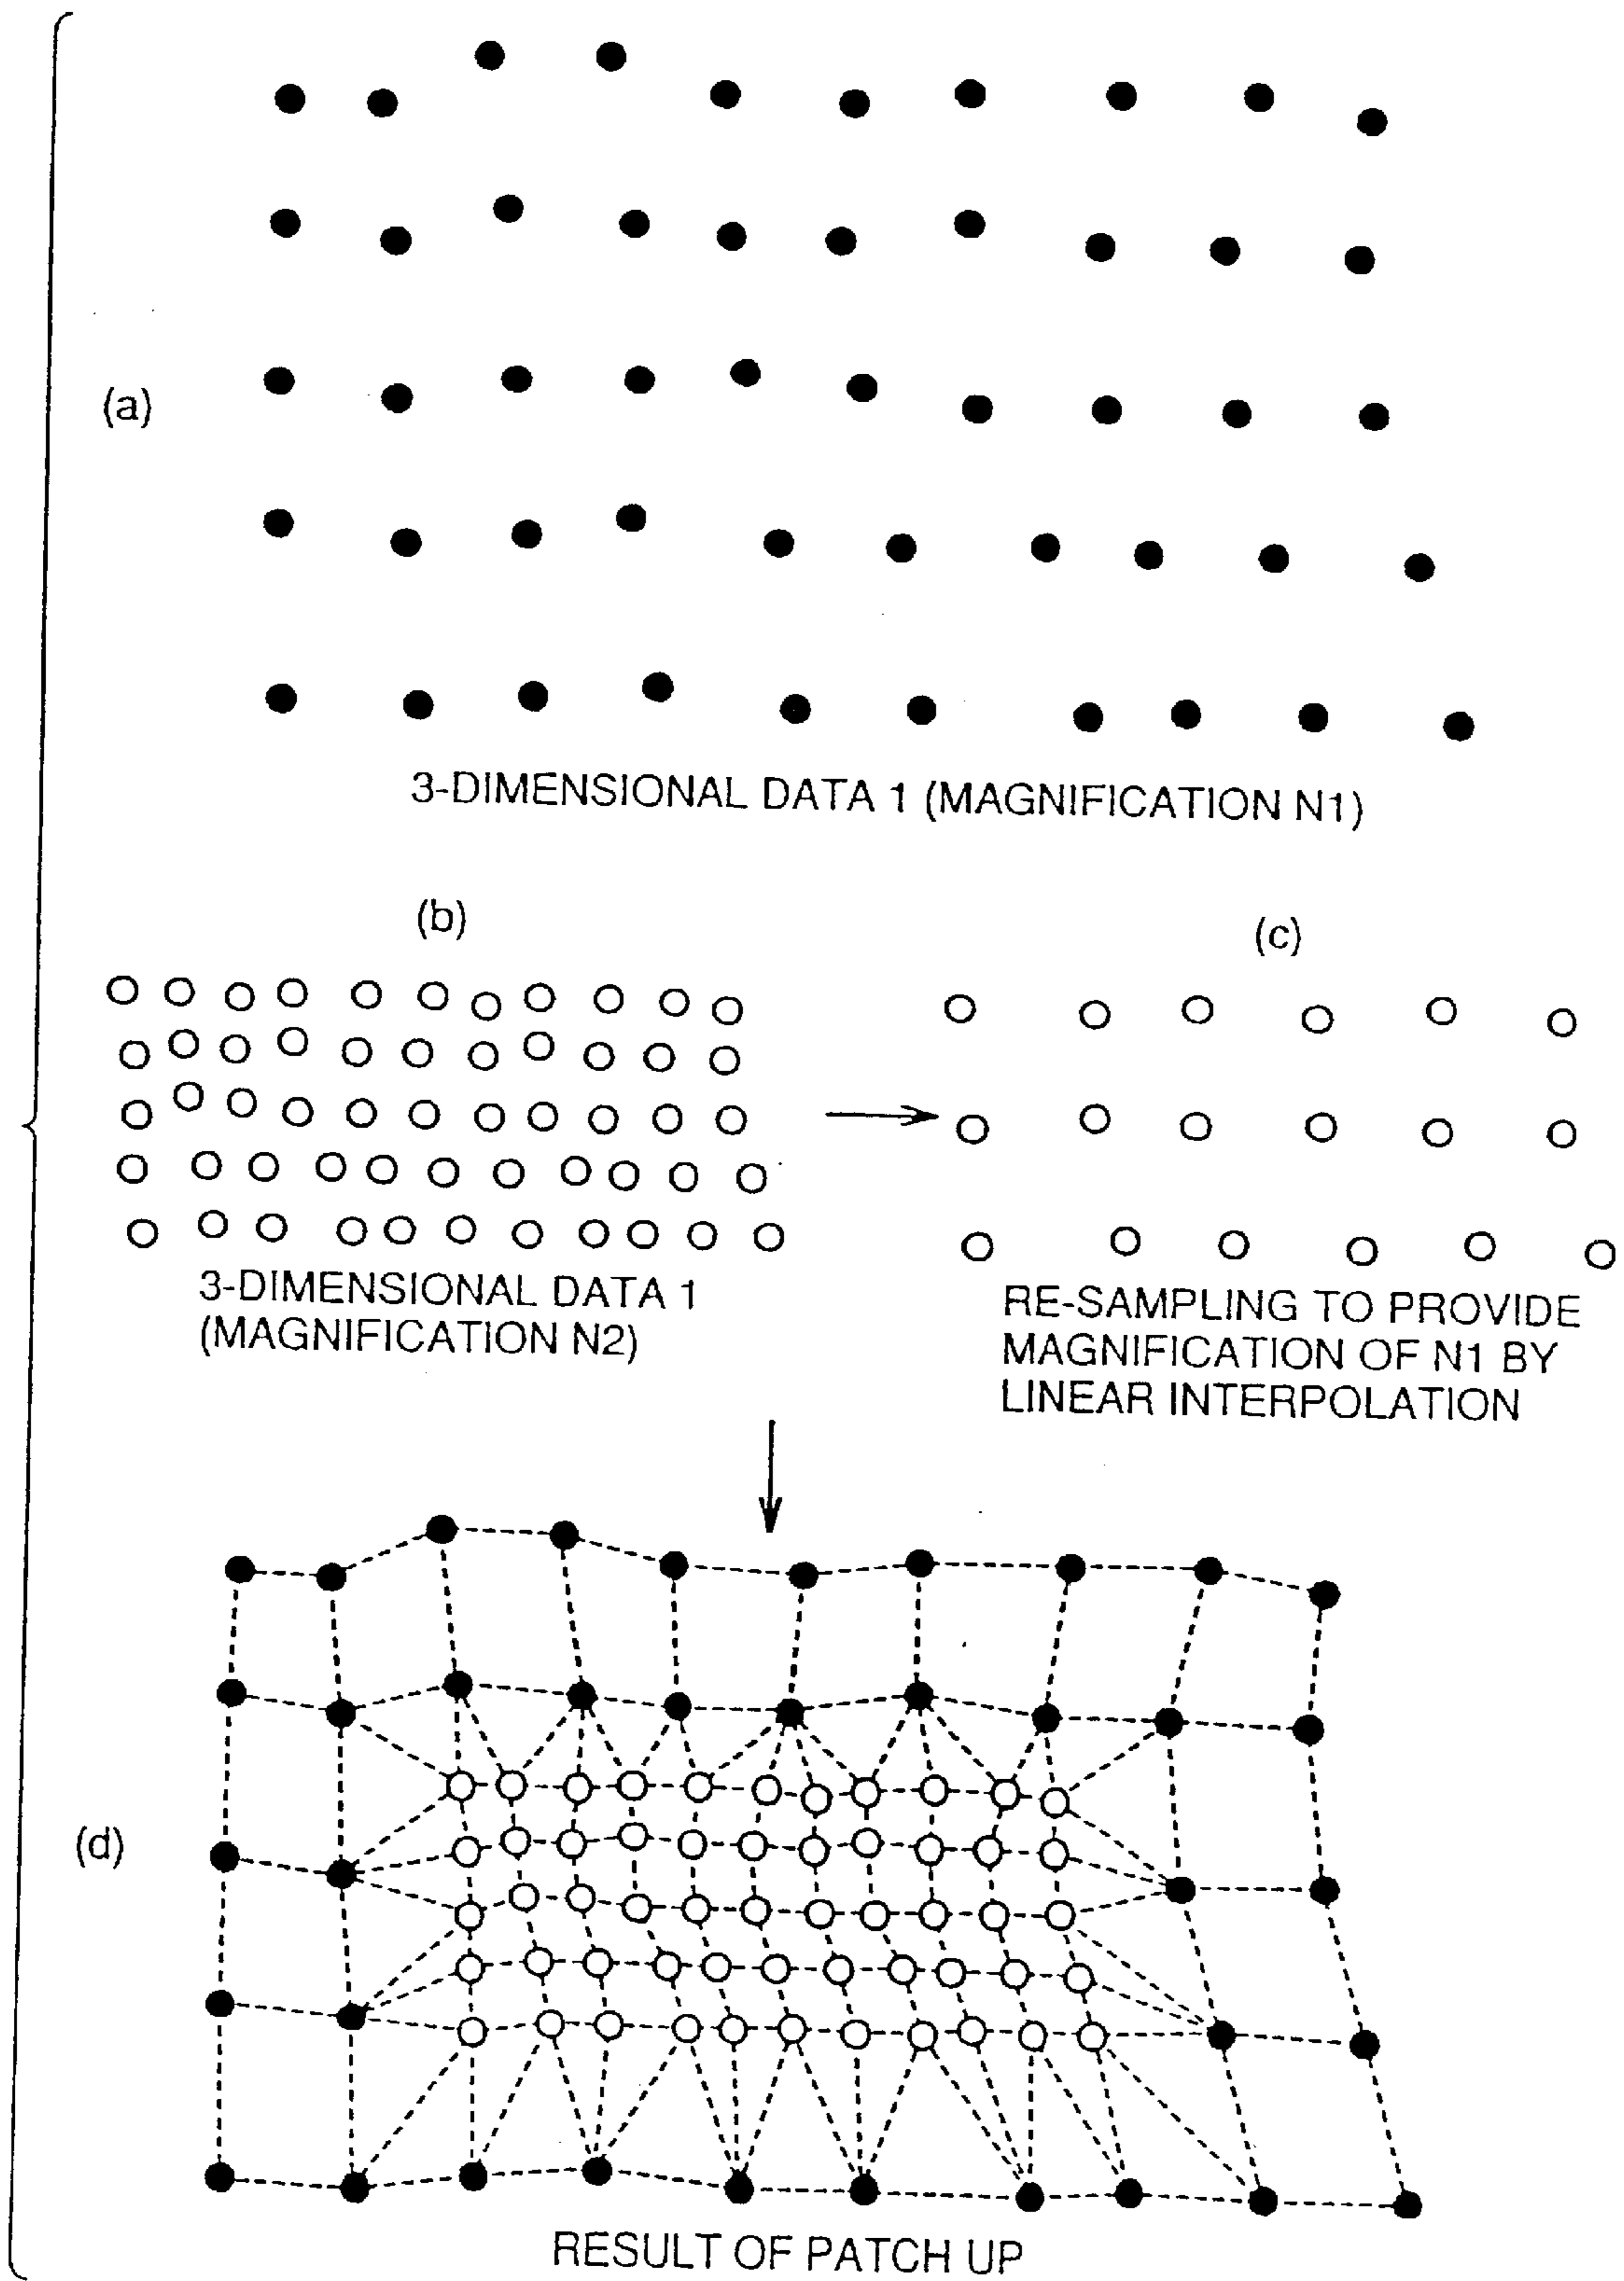 (a)
3-DIMENSIONAL DATA 1 (MAGNIFICATION N1)
(b)
(c)
3-DIMENSIONAL DATA 1
(MAGNIFICATION N2)
RE-SAMPLING TO PROVIDE
MAGNIFICATION OF N1 BY
LINEAR INTERPOLATION
(d)
RESULT OF PATCH UP